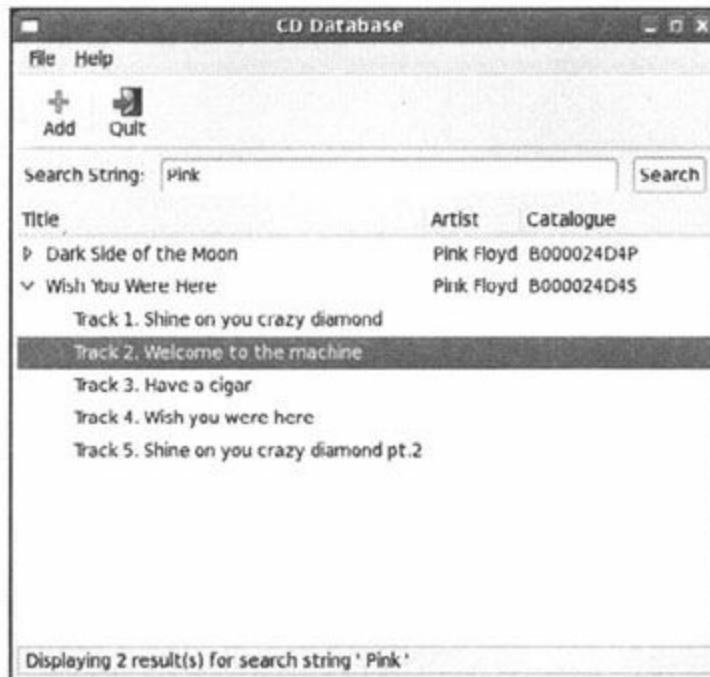 CD Database
File Help
Add Quit
Search String: Pink Search
Title Artist Catalogue
Dark Side of the Moon Pink Floyd B000024D4P
Wish You Were Here Pink Floyd B000024D4S
Track 1. Shine on you crazy diamond
Track 2. Welcome to the machine
Track 3. Have a cigar
Track 4. Wish you were here
Track 5. Shine on you crazy diamond pt.2
Displaying 2 result(s) for search string ' Pink '